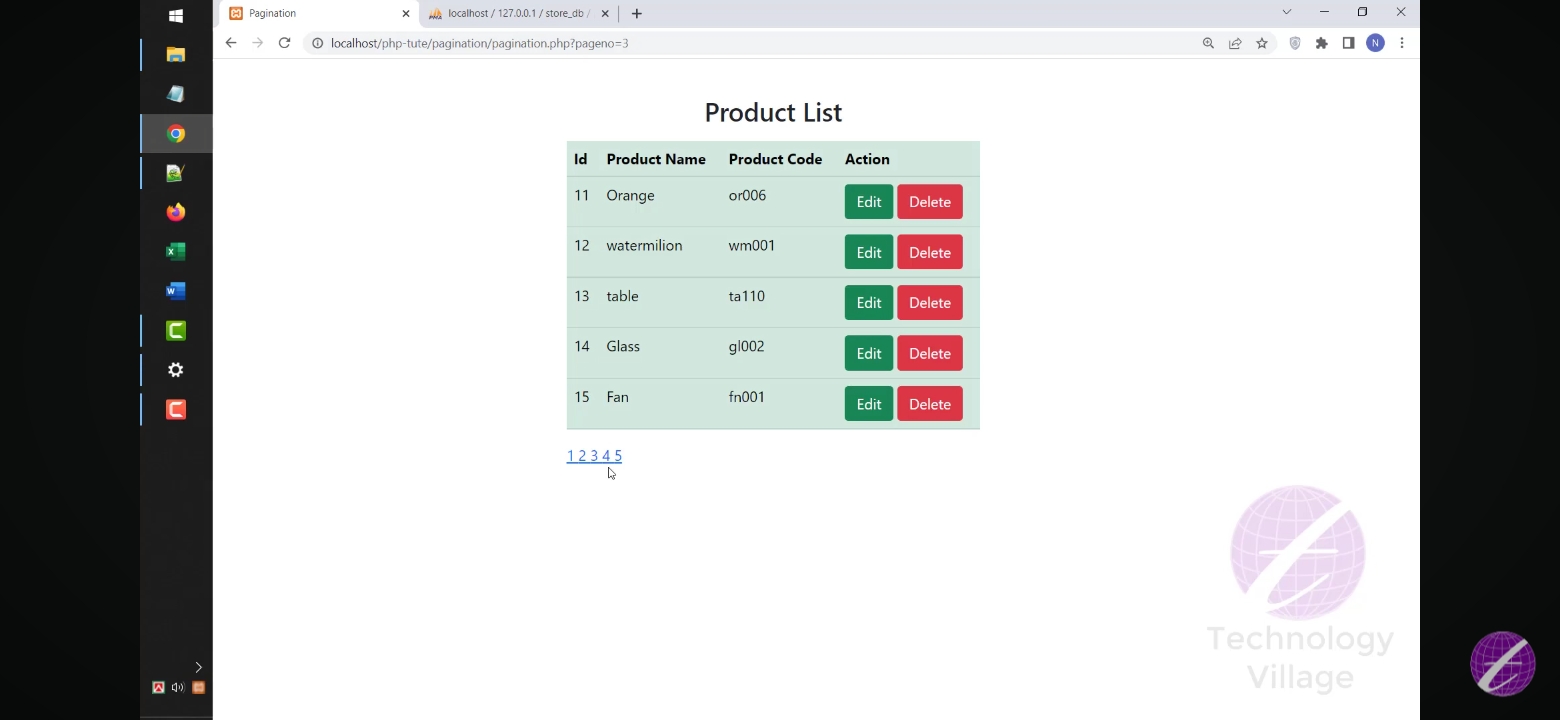 Pagination
localhost / 127.0.0.1 / store_db /
localhost/php-tute/pagination/pagination.php?pageno=3
N
Product List
Id Product Name Product Code Action
11 Orange or006 Edit Delete
12 watermilion wm001 Edit Delete
13 table ta110 Edit Delete
14 Glass gl002 Edit Delete
15 Fan fn001 Edit Delete
1 2 3 4 5
Technology
Village